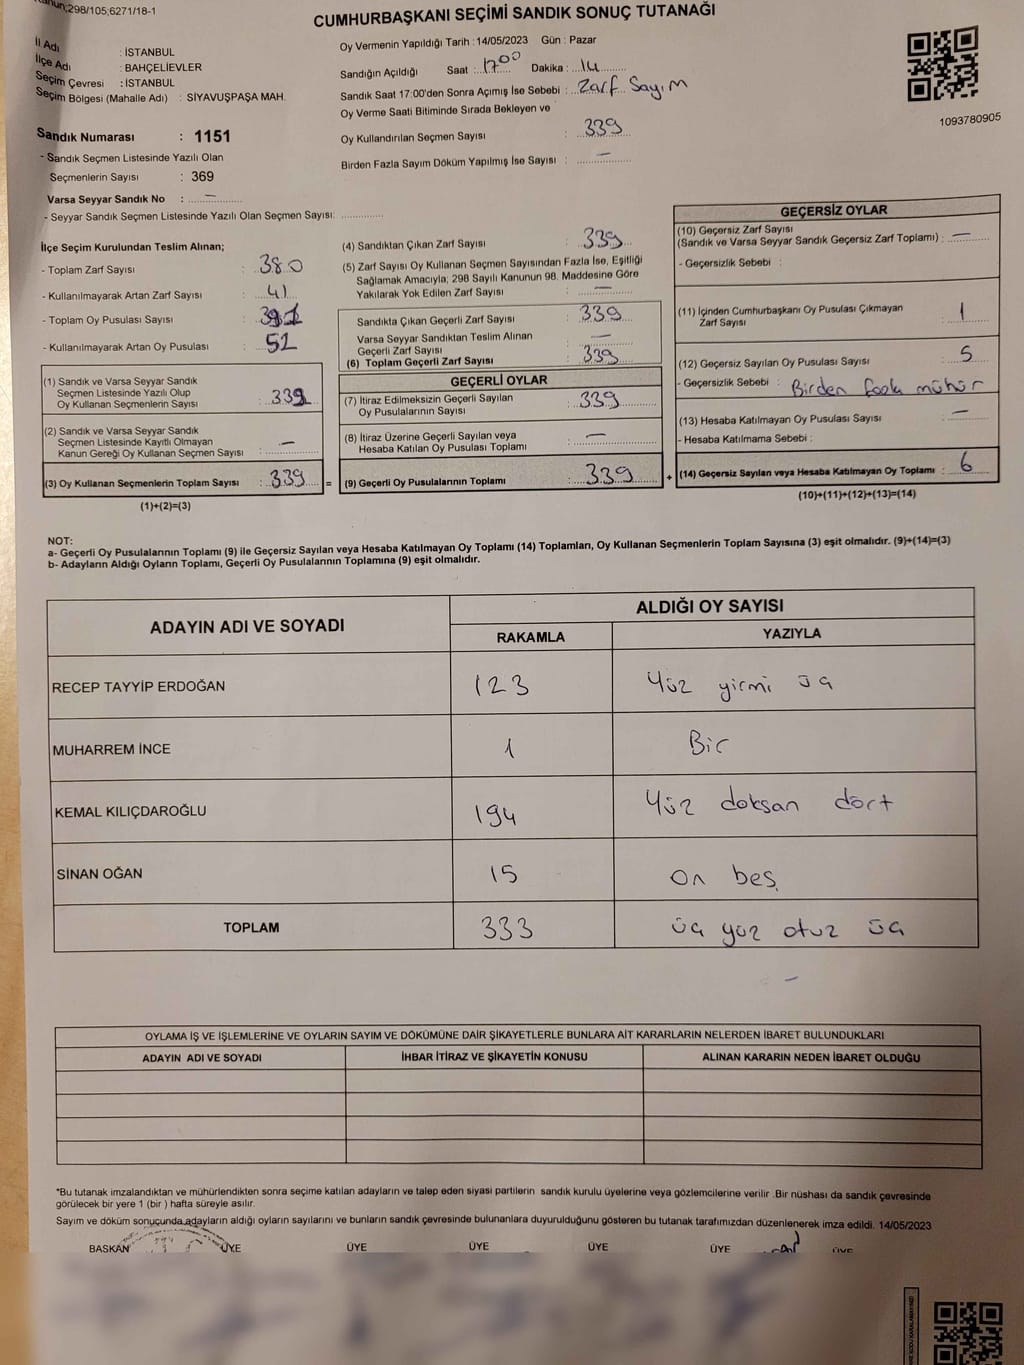 CUMHURBAŞKANI SEÇİMİ SANDIK SONUÇ TUTANAĞI
298/105;6271/18-1
İl Adı : İSTANBUL
İlçe Adı : BAHÇELİEVLER
Seçim Çevresi : İSTANBUL
Seçim Bölgesi (Mahalle Adı) : SİYAVUŞPAŞA MAH.
Oy Vermenin Yapıldığı Tarih : 14/05/2023 Gün : Pazar
Sandığın Açıldığı Saat : 17.00 Dakika : 14
Sandık Saat 17:00'den Sonra Açımış İse Sebebi : Zarf Sayım
Oy Verme Saati Bitiminde Sırada Bekleyen ve
Oy Kullandırılan Seçmen Sayısı : 339
Birden Fazla Sayım Döküm Yapılmış İse Sayısı : —
1093780905
Sandık Numarası : 1151
- Sandık Seçmen Listesinde Yazılı Olan
Seçmenlerin Sayısı : 369
Varsa Seyyar Sandık No : —
- Seyyar Sandık Seçmen Listesinde Yazılı Olan Seçmen Sayısı:
İlçe Seçim Kurulundan Teslim Alınan;
- Toplam Zarf Sayısı : 380
- Kullanılmayarak Artan Zarf Sayısı : 41
- Toplam Oy Pusulası Sayısı :
- Kullanılmayarak Artan Oy Pusulası : 52
(1) Sandık ve Varsa Seyyar Sandık
Seçmen Listesinde Yazılı Olup
Oy Kullanan Seçmenlerin Sayısı : 339
(2) Sandık ve Varsa Seyyar Sandık
Seçmen Listesinde Kayıtlı Olmayan
Kanun Gereği Oy Kullanan Seçmen Sayısı : —
(3) Oy Kullanan Seçmenlerin Toplam Sayısı : 339 =
(1)+(2)=(3)
(4) Sandıktan Çıkan Zarf Sayısı : 339
(5) Zarf Sayısı Oy Kullanan Seçmen Sayısından Fazla İse, Eşitliği
Sağlamak Amacıyla; 298 Sayılı Kanunun 98. Maddesine Göre
Yakılarak Yok Edilen Zarf Sayısı : —
Sandıkta Çıkan Geçerli Zarf Sayısı : 339
Varsa Seyyar Sandıktan Teslim Alınan
Geçerli Zarf Sayısı : —
(6) Toplam Geçerli Zarf Sayısı : 339
GEÇERLİ OYLAR
(7) İtiraz Edilmeksizin Geçerli Sayılan
Oy Pusulalarının Sayısı : 339
(8) İtiraz Üzerine Geçerli Sayılan veya
Hesaba Katılan Oy Pusulası Toplamı : —
(9) Geçerli Oy Pusulalarının Toplamı : 339 +
GEÇERSİZ OYLAR
(10) Geçersiz Zarf Sayısı
(Sandık ve Varsa Seyyar Sandık Geçersiz Zarf Toplamı) : —
- Geçersizlik Sebebi :
(11) İçinden Cumhurbaşkanı Oy Pusulası Çıkmayan
Zarf Sayısı : 1
(12) Geçersiz Sayılan Oy Pusulası Sayısı : 5
- Geçersizlik Sebebi : Birden fazla mühür
(13) Hesaba Katılmayan Oy Pusulası Sayısı : —
- Hesaba Katılmama Sebebi :
(14) Geçersiz Sayılan veya Hesaba Katılmayan Oy Toplamı : 6
(10)+(11)+(12)+(13)=(14)
NOT:
a- Geçerli Oy Pusulalarının Toplamı (9) ile Geçersiz Sayılan veya Hesaba Katılmayan Oy Toplamı (14) Toplamları, Oy Kullanan Seçmenlerin Toplam Sayısına (3) eşit olmalıdır. (9)+(14)=(3)
b- Adayların Aldığı Oyların Toplamı, Geçerli Oy Pusulalarının Toplamına (9) eşit olmalıdır.
ADAYIN ADI VE SOYADI ALDIĞI OY SAYISI
RAKAMLA YAZIYLA
RECEP TAYYİP ERDOĞAN 123 Yüz yirmi üç
MUHARREM İNCE 1 Bir
KEMAL KILIÇDAROĞLU 194 Yüz doksan dört
SİNAN OĞAN 15 On beş
TOPLAM 333 üç yüz otuz üç
OYLAMA İŞ VE İŞLEMLERİNE VE OYLARIN SAYIM VE DÖKÜMÜNE DAİR ŞİKAYETLERLE BUNLARA AİT KARARLARIN NELERDEN İBARET BULUNDUKLARI
ADAYIN ADI VE SOYADI İHBAR İTİRAZ VE ŞİKAYETİN KONUSU ALINAN KARARIN NEDEN İBARET OLDUĞU
*Bu tutanak imzalandıktan ve mühürlendikten sonra seçime katılan adayların ve talep eden siyasi partilerin sandık kurulu üyelerine veya gözlemcilerine verilir .Bir nüshası da sandık çevresinde
görülecek bir yere 1 (bir ) hafta süreyle asılır.
Sayım ve döküm sonuçunda adayların aldığı oyların sayılarını ve bunların sandık çevresinde bulunanlara duyurulduğunu gösteren bu tutanak tarafımızdan düzenlenerek imza edildi. 14/05/2023
BAŞKAN ÜYE ÜYE ÜYE ÜYE ÜYE ÜYE